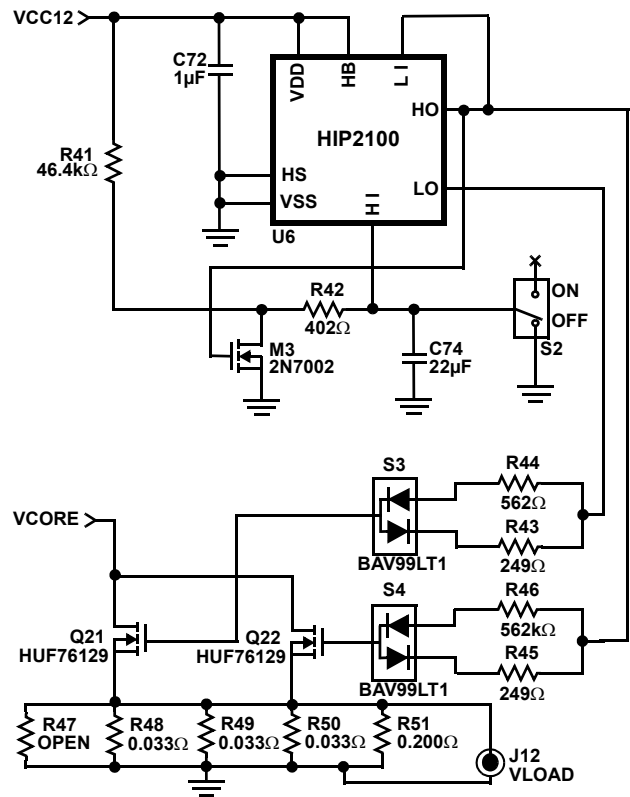 VCC12
C72
1µF
VDD
HB
LI
HO
HIP2100
R41
46.4kΩ
HS
LO
VSS
HI
U6
R42
402Ω
ON
OFF
S2
M3
2N7002
C74
22µF
S3
R44
562Ω
VCORE
R43
249Ω
BAV99LT1
S4
R46
562kΩ
Q21
HUF76129
Q22
HUF76129
R45
249Ω
BAV99LT1
R47
OPEN
R48
0.033Ω
R49
0.033Ω
R50
0.033Ω
R51
0.200Ω
J12
VLOAD